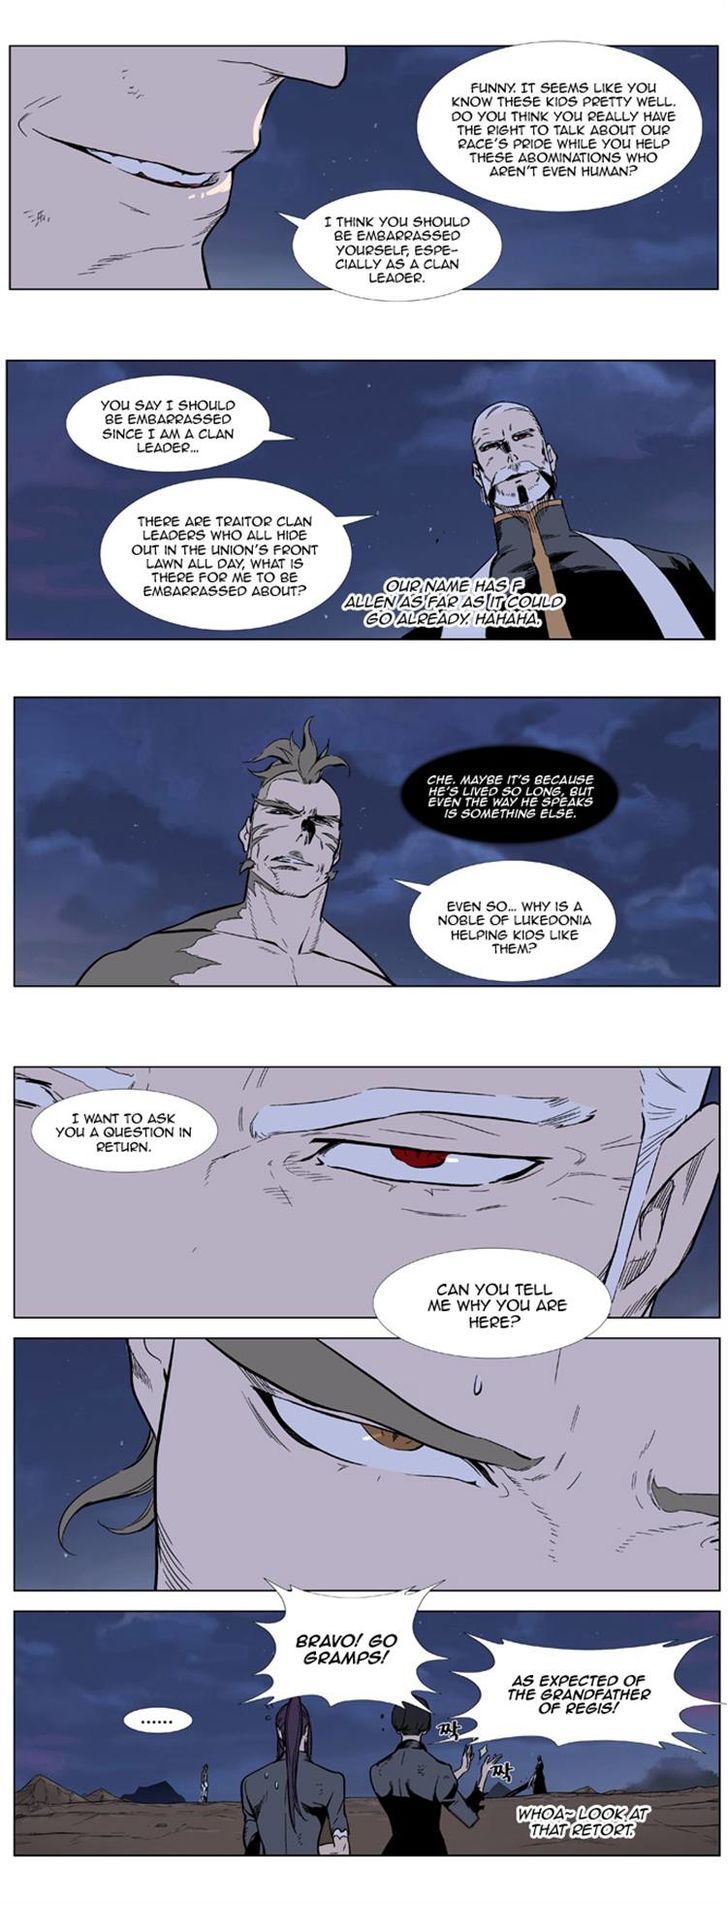 FUNNY. IT SEEMS LIKE YOU
KNOW THESE KIDS PRETTY WELL.
DO YOU THINK YOU REALLY HAVE
THE RIGHT TO TALK ABOUT OUR
RACE'S PRIDE WHILE YOU HELP
THESE ABOMINATIONS WHO
AREN'T EVEN HUMAN?
I THINK YOU SHOULD
BE EMBARRASSED
YOURSELF, ESPE-
CIALLY AS A CLAN
LEADER.
YOU SAY I SHOULD
BE EMBARRASSED
SINCE I AM A CLAN
LEADER...
THERE ARE TRAITOR CLAN
LEADERS WHO ALL HIDE
OUT IN THE UNION'S FRONT
LAWN ALL DAY, WHAT IS
THERE FOR ME TO BE
EMBARRASSED ABOUT?
OUR NAME HAS F
ALLEN AS FAR AS IT COULD
GO ALREADY. HAHAHA.
CHE. MAYBE IT'S BECAUSE
HE'S LIVED SO LONG, BUT
EVEN THE WAY HE SPEAKS
IS SOMETHING ELSE.
EVEN SO... WHY IS A
NOBLE OF LUKEDONIA
HELPING KIDS LIKE
THEM?
I WANT TO ASK
YOU A QUESTION IN
RETURN.
CAN YOU TELL
ME WHY YOU ARE
HERE?
BRAVO! GO
GRAMPS!
AS EXPECTED OF
THE GRANDFATHER
OF REGIS!
......
짝
짝
WHOA~ LOOK AT
THAT RETORT.